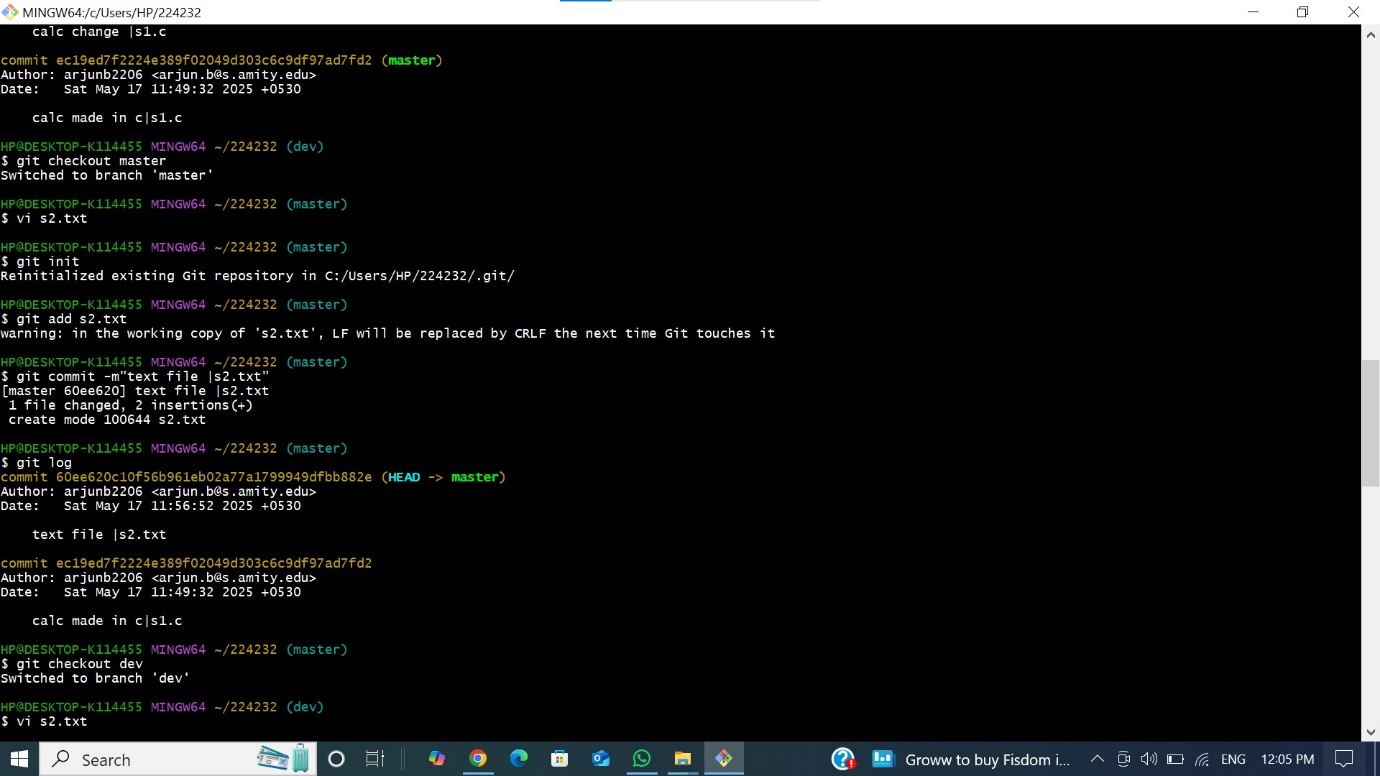 MINGW64:/c/Users/HP/224232
calc change |s1.c
commit ec19ed7f2224e389f02049d303c6c9df97ad7fd2 (master)
Author: arjunb2206 <arjun.b@s.amity.edu>
Date:   Sat May 17 11:49:32 2025 +0530
calc made in c|s1.c
HP@DESKTOP-K114455 MINGW64 ~/224232 (dev)
$ git checkout master
Switched to branch 'master'
HP@DESKTOP-K114455 MINGW64 ~/224232 (master)
$ vi s2.txt
HP@DESKTOP-K114455 MINGW64 ~/224232 (master)
$ git init
Reinitialized existing Git repository in C:/Users/HP/224232/.git/
HP@DESKTOP-K114455 MINGW64 ~/224232 (master)
$ git add s2.txt
warning: in the working copy of 's2.txt', LF will be replaced by CRLF the next time Git touches it
HP@DESKTOP-K114455 MINGW64 ~/224232 (master)
$ git commit -m"text file |s2.txt"
[master 60ee620] text file |s2.txt
1 file changed, 2 insertions(+)
create mode 100644 s2.txt
HP@DESKTOP-K114455 MINGW64 ~/224232 (master)
$ git log
commit 60ee620c10f56b961eb02a77a1799949dfbb882e (HEAD -> master)
Author: arjunb2206 <arjun.b@s.amity.edu>
Date:   Sat May 17 11:56:52 2025 +0530
text file |s2.txt
commit ec19ed7f2224e389f02049d303c6c9df97ad7fd2
Author: arjunb2206 <arjun.b@s.amity.edu>
Date:   Sat May 17 11:49:32 2025 +0530
calc made in c|s1.c
HP@DESKTOP-K114455 MINGW64 ~/224232 (master)
$ git checkout dev
Switched to branch 'dev'
HP@DESKTOP-K114455 MINGW64 ~/224232 (dev)
$ vi s2.txt
Search
Groww to buy Fisdom i...
ENG
12:05 PM